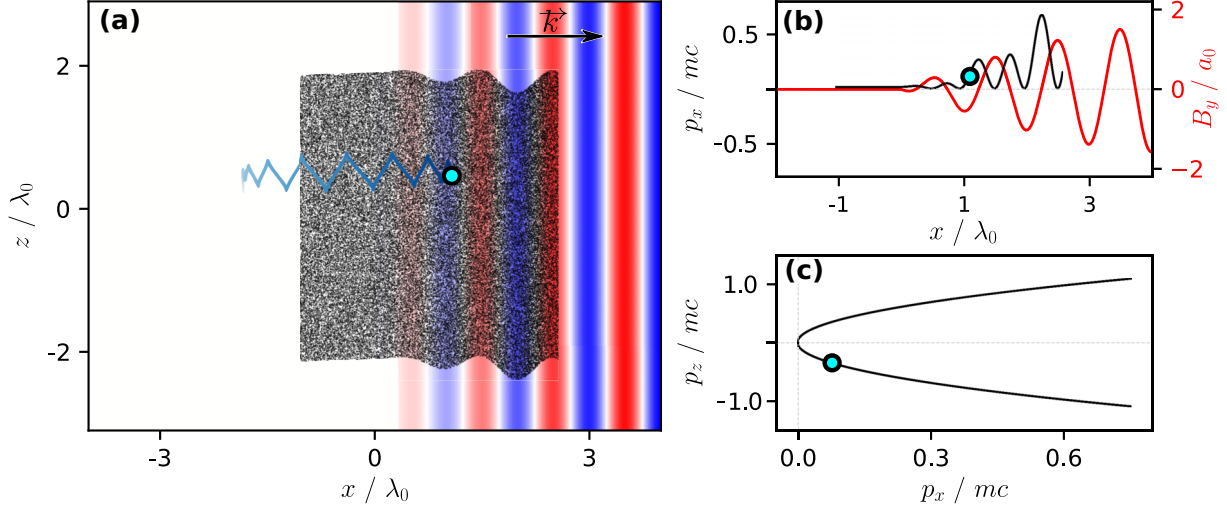 (a)
k
2
0
-2
z / λ₀
-3
0
3
x / λ₀
(b)
0.5
-0.5
p_x / mc
2
0
-2
B_y / a₀
-1
1
3
x / λ₀
(c)
1.0
-1.0
p_z / mc
0.0
0.3
0.6
p_x / mc